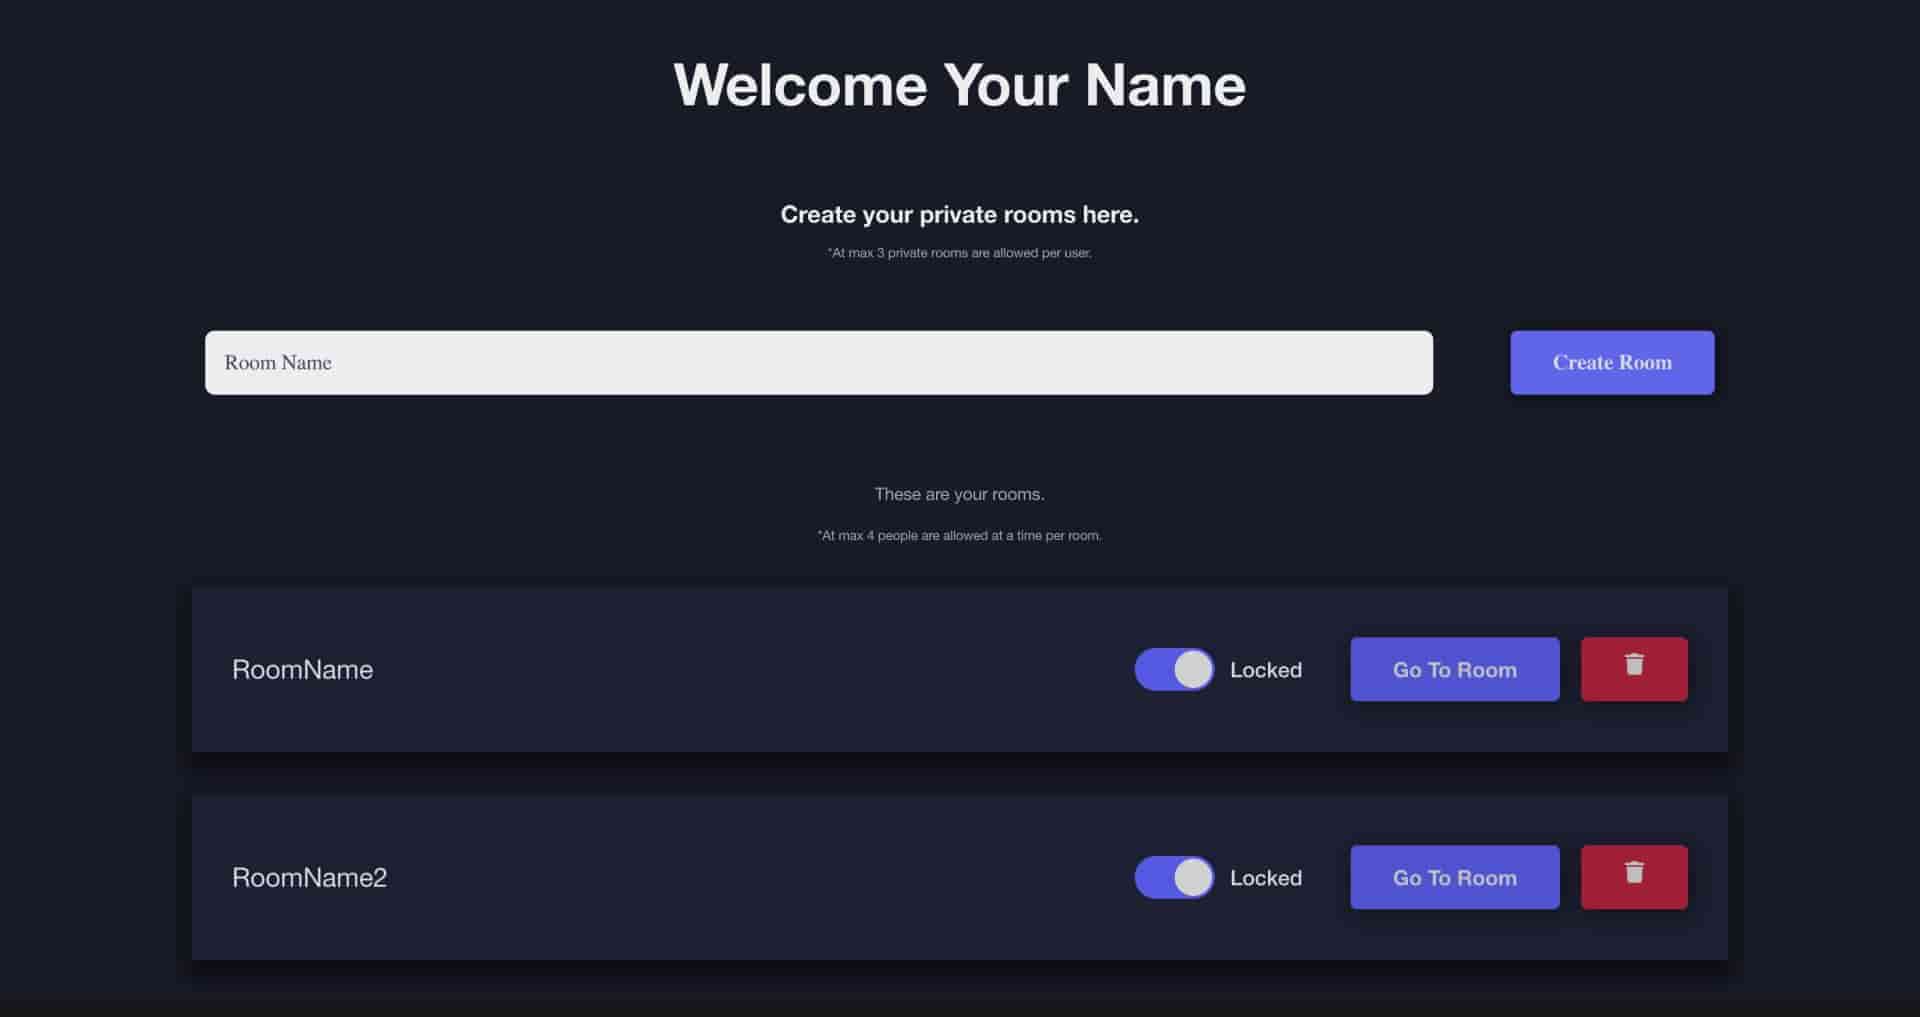 Welcome Your Name
Create your private rooms here.
*At max 3 private rooms are allowed per user.
Room Name
Create Room
These are your rooms.
*At max 4 people are allowed at a time per room.
RoomName
Locked
Go To Room
RoomName2
Locked
Go To Room